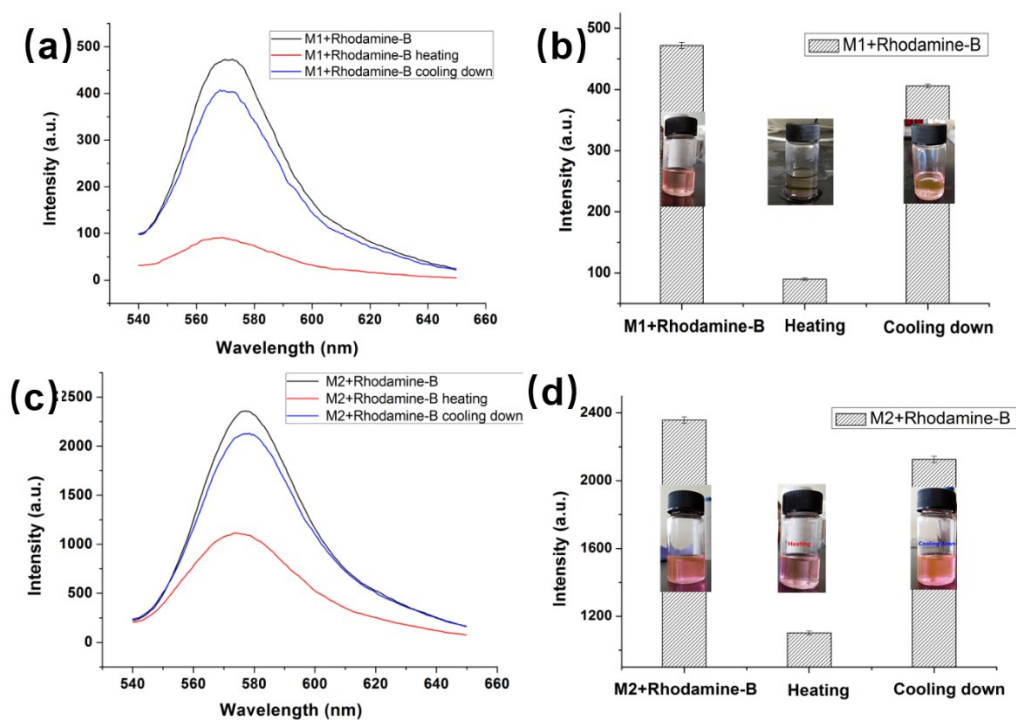 (a)
M1+Rhodamine-B
M1+Rhodamine-B heating
M1+Rhodamine-B cooling down
500
400
300
200
100
0
Intensity (a.u.)
540 560 580 600 620 640 660
Wavelength (nm)
(b)
M1+Rhodamine-B
500
400
300
200
100
Intensity (a.u.)
M1+Rhodamine-B Heating Cooling down
(c)
M2+Rhodamine-B
M2+Rhodamine-B heating
M2+Rhodamine-B cooling down
2500
2000
1500
1000
500
0
Intensity (a.u.)
540 560 580 600 620 640 660
Wavelength (nm)
(d)
M2+Rhodamine-B
2400
2000
1600
1200
Intensity (a.u.)
Heating
Cooling down
M2+Rhodamine-B Heating Cooling down